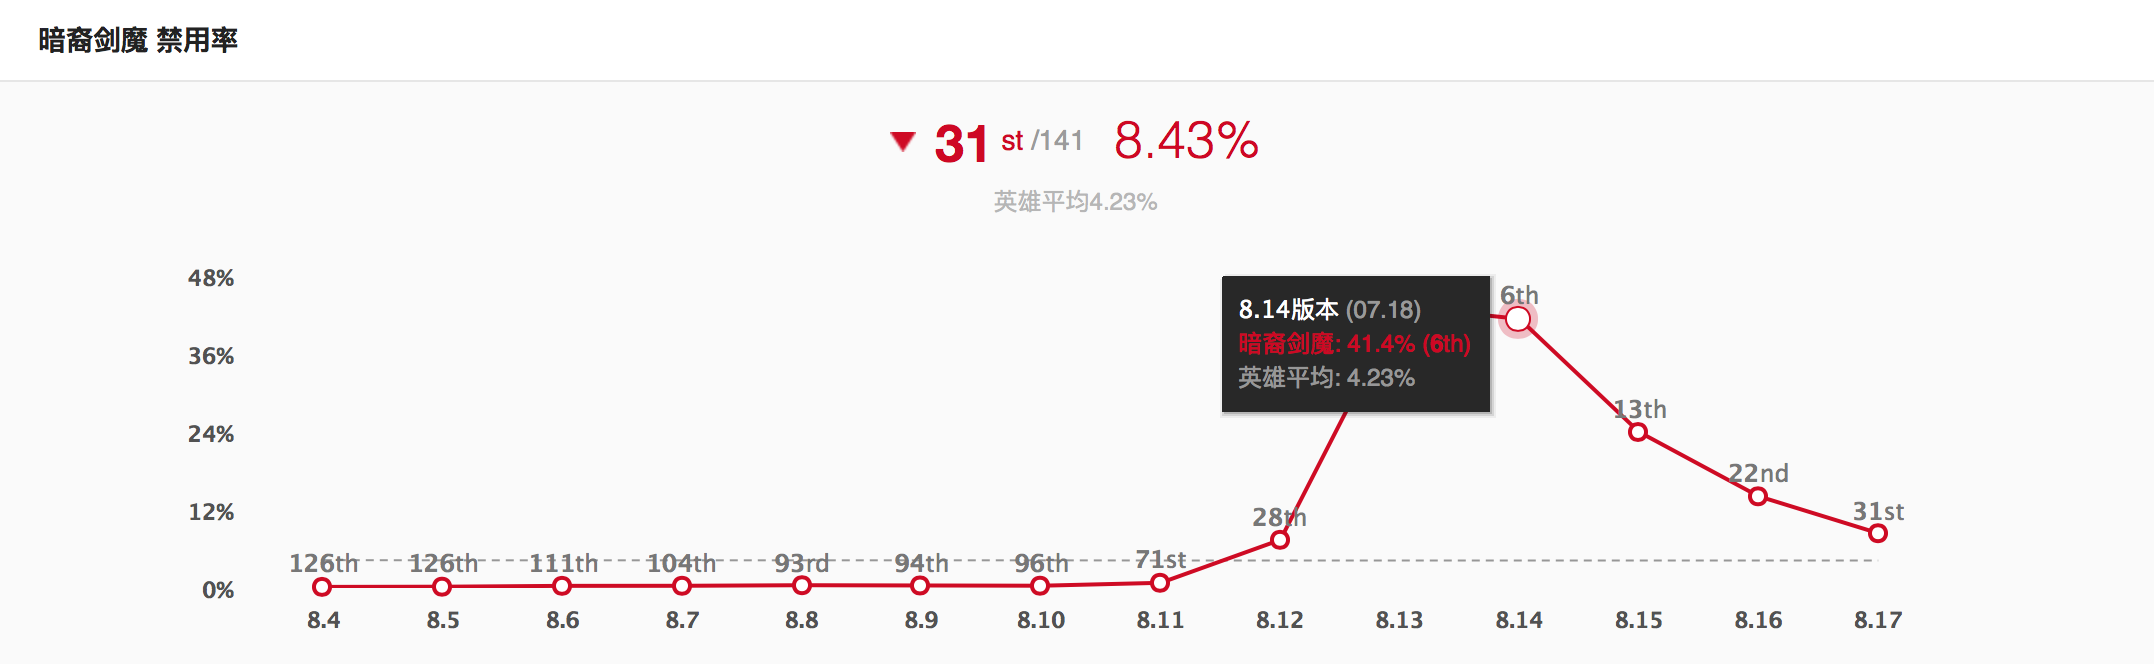 暗裔剑魔 禁用率
31 st /141 8.43%
英雄平均4.23%
48%
36%
24%
12%
0%
8.14版本 (07.18)
暗裔剑魔: 41.4% (6th)
英雄平均: 4.23%
126th 126th 111th 104th 93rd 94th 96th 71st 28th 6th 13th 22nd 31st
8.4 8.5 8.6 8.7 8.8 8.9 8.10 8.11 8.12 8.13 8.14 8.15 8.16 8.17